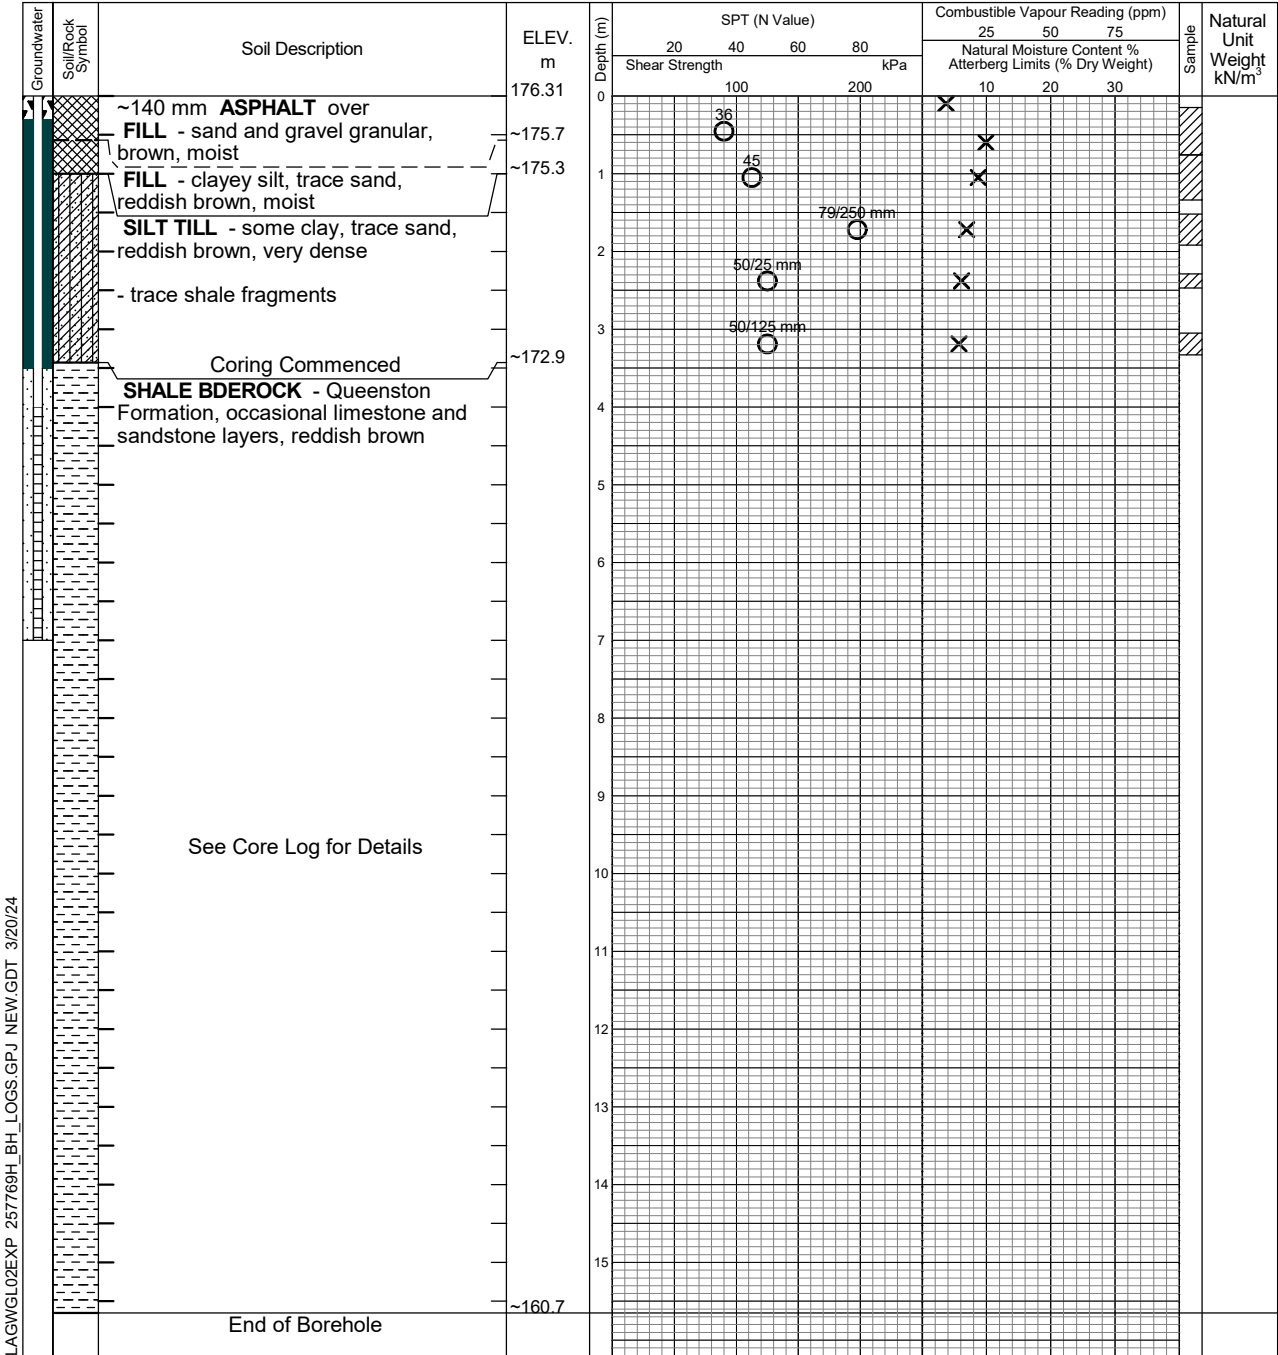 Groundwater
Soil/Rock
Symbol
Soil Description
ELEV.
m
176.31
Depth (m)
SPT (N Value)
20 40 60 80
Shear Strength kPa
100 200
Combustible Vapour Reading (ppm)
25 50 75
Natural Moisture Content %
Atterberg Limits (% Dry Weight)
10 20 30
Sample
Natural
Unit
Weight
kN/m³
0
~140 mm ASPHALT over
FILL - sand and gravel granular,
brown, moist
~175.7
36
FILL - clayey silt, trace sand,
reddish brown, moist
~175.3
1
45
SILT TILL - some clay, trace sand,
reddish brown, very dense
79/250 mm
2
50/25 mm
- trace shale fragments
3
50/125 mm
Coring Commenced
~172.9
SHALE BDEROCK - Queenston
Formation, occasional limestone and
sandstone layers, reddish brown
4
5
6
7
8
9
See Core Log for Details
10
11
12
13
14
15
~160.7
End of Borehole
LAGWGL02EXP 257769H_BH_LOGS.GPJ NEW.GDT 3/20/24